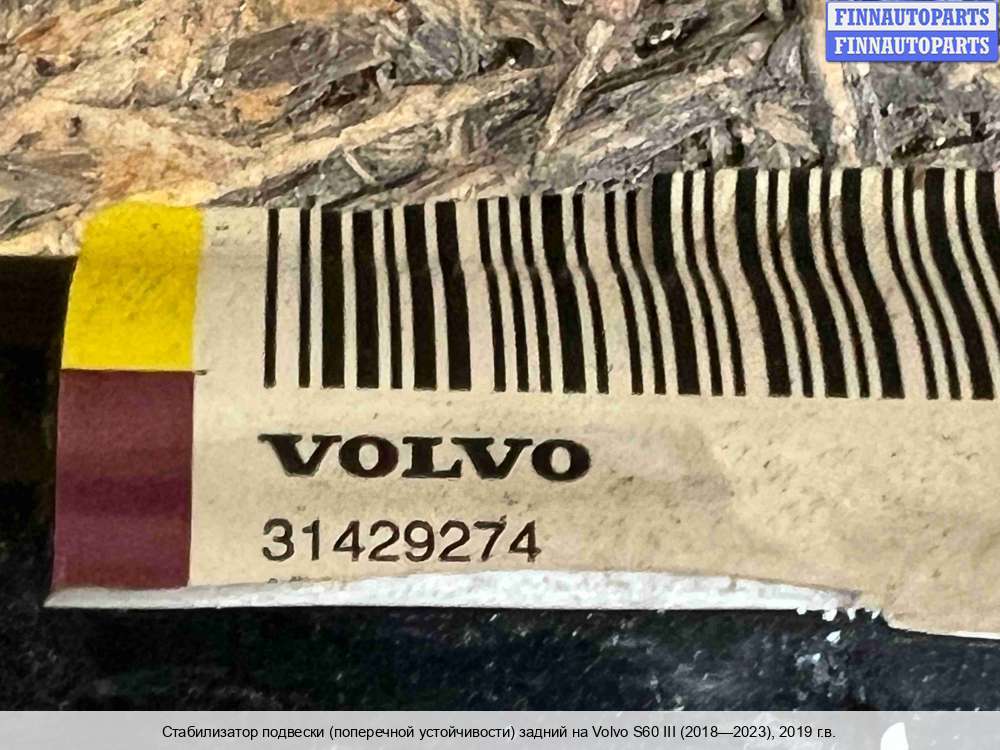 FINNAUTOPARTS
FINNAUTOPARTS
VOLVO
31429274
Стабилизатор подвески (поперечной устойчивости) задний на Volvo S60 III (2018—2023), 2019 г.в.